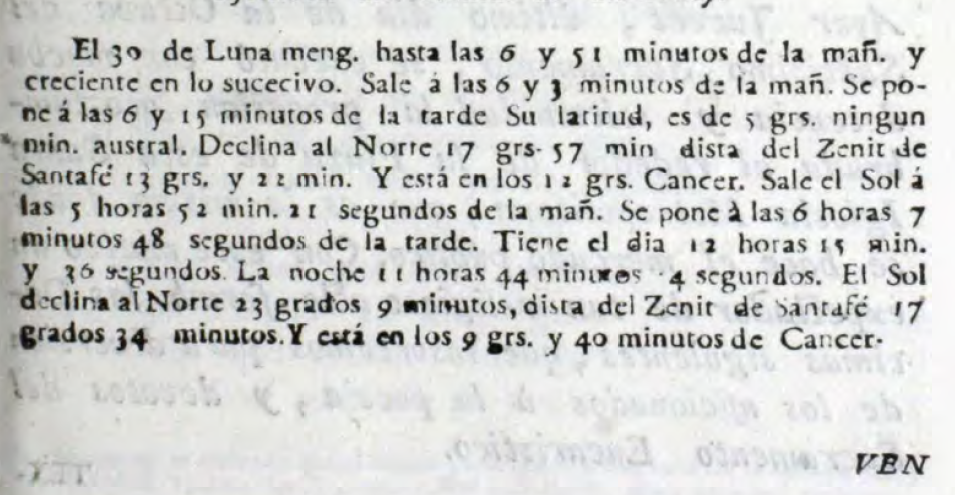 El 30 de Luna meng. hasta las 6 y 51 minutos de la mañ. y
creciente en lo sucecivo. Sale á las 6 y 3 minutos de la mañ. Se po-
ne á las 6 y 15 minutos de la tarde Su latitud, es de 5 grs. ningun
min. austral. Declina al Norte 17 grs. 57 min dista del Zenit de
Santafé 13 grs. y 22 min. Y está en los 12 grs. Cancer. Sale el Sol á
las 5 horas 52 min. 21 segundos de la mañ. Se pone à las 6 horas 7
minutos 48 segundos de la tarde. Tiene el dia 12 horas 15 min.
y 36 segundos. La noche 11 horas 44 minutos 4 segundos. El Sol
declina al Norte 23 grados 9 minutos, dista del Zenit de Santafé 17
grados 34 minutos. Y está en los 9 grs. y 40 minutos de Cancer.
VEN